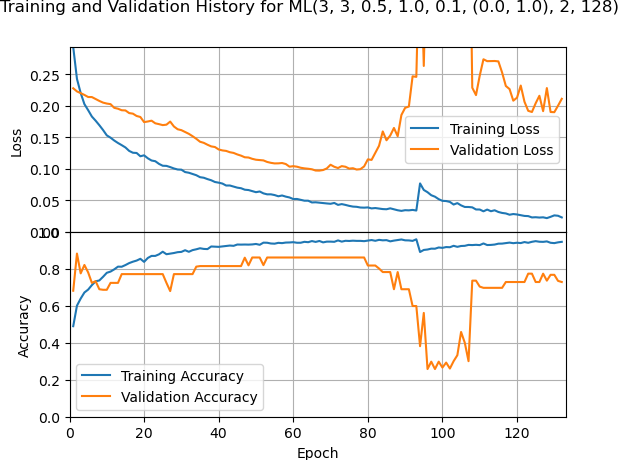 Training and Validation History for ML(3, 3, 0.5, 1.0, 0.1, (0.0, 1.0), 2, 128)
0.25
0.20
0.15
0.10
0.05
0.00
Loss
Training Loss
Validation Loss
1.0
0.8
0.6
0.4
0.2
0.0
Accuracy
Training Accuracy
Validation Accuracy
0 20 40 60 80 100 120
Epoch